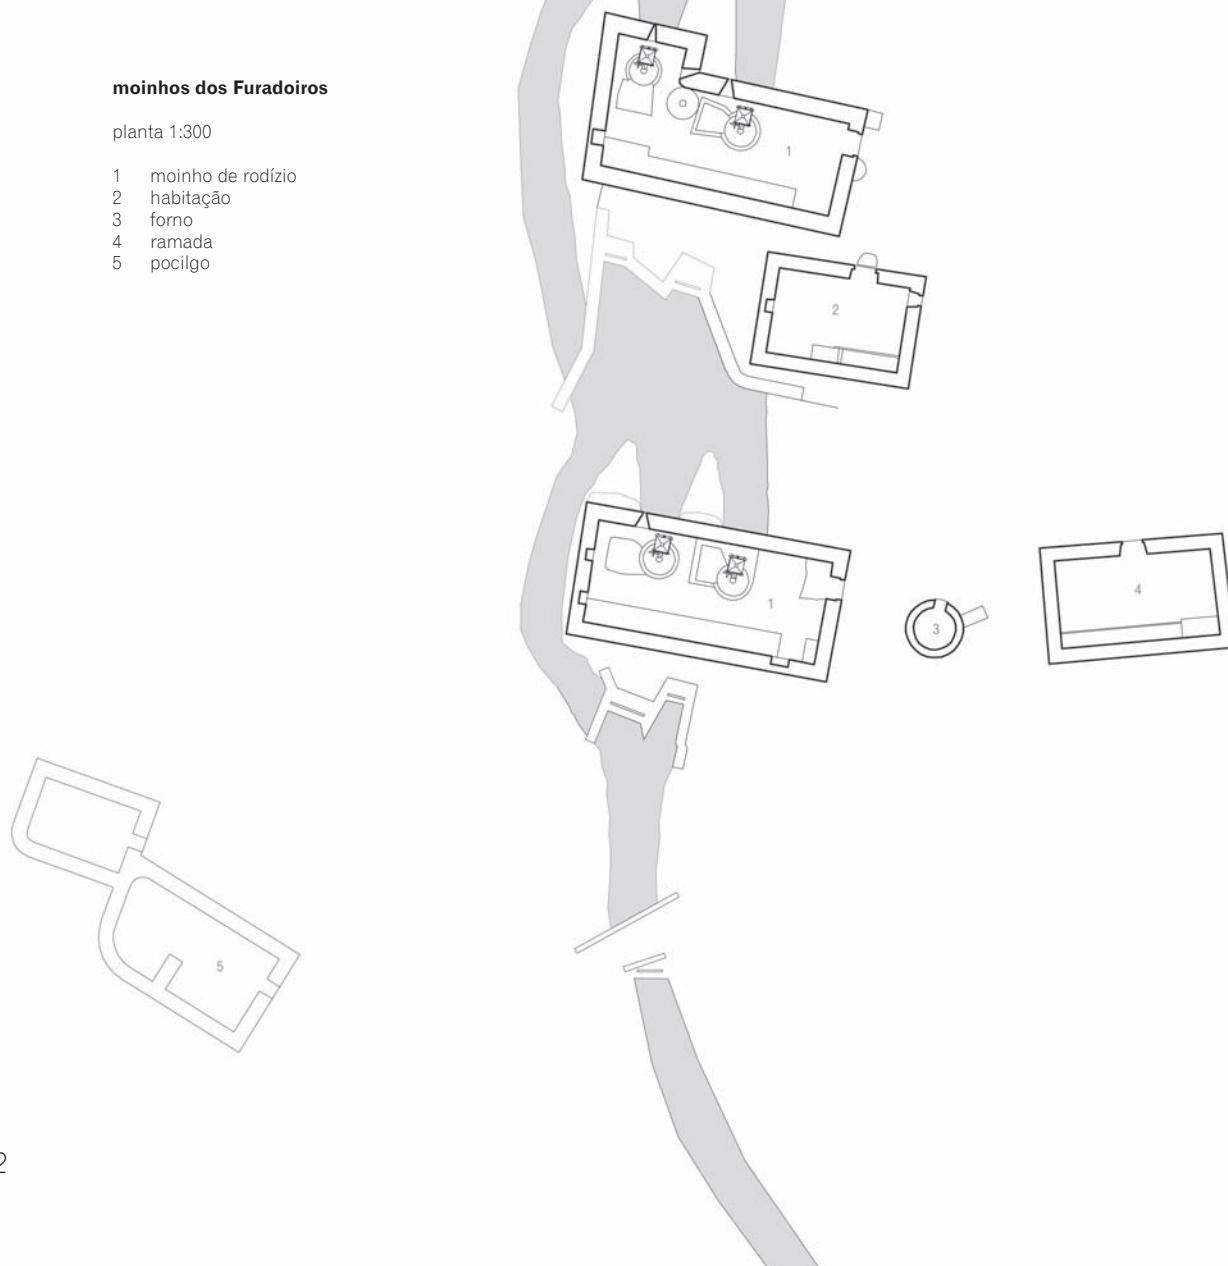 moinhos dos Furadoiros
planta 1:300
1 moinho de rodízio
2 habitação
3 forno
4 ramada
5 pocilgo
1
2
1
3
4
5
2